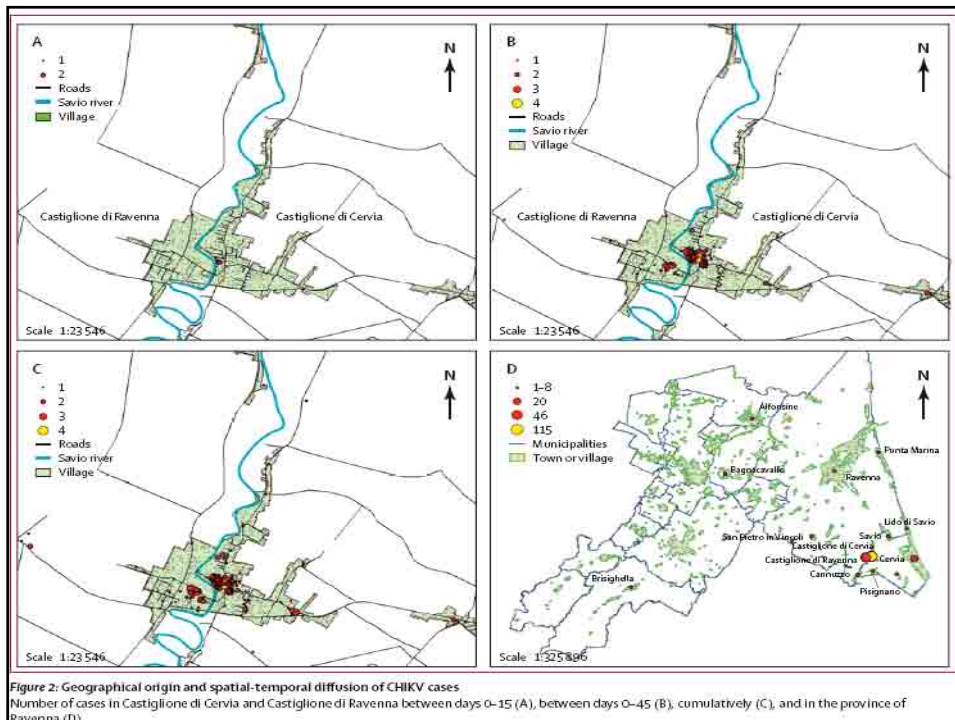 A
1
2
Roads
Savio river
Village
N
Castiglione di Ravenna
Castiglione di Cervia
Scale 1:23 546
B
1
2
3
4
Roads
Savio river
Village
N
Castiglione di Ravenna
Castiglione di Cervia
Scale 1:23 546
C
1
2
3
4
Roads
Savio river
Village
N
Scale 1:23 546
D
1–8
20
46
115
Municipalities
Town or village
N
Alfonsine
Punta Marina
Bagnacavallo
Ravenna
Lido di Savio
San Pietro in Vincoli
Savio
Castiglione di Cervia
Castiglione di Ravenna
Cervia
Cannuzzo
Brisighella
Pisignano
Scale 1:325 896
Figure 2: Geographical origin and spatial-temporal diffusion of CHIKV cases
Number of cases in Castiglione di Cervia and Castiglione di Ravenna between days 0–15 (A), between days 0–45 (B), cumulatively (C), and in the province of
Ravenna (D)